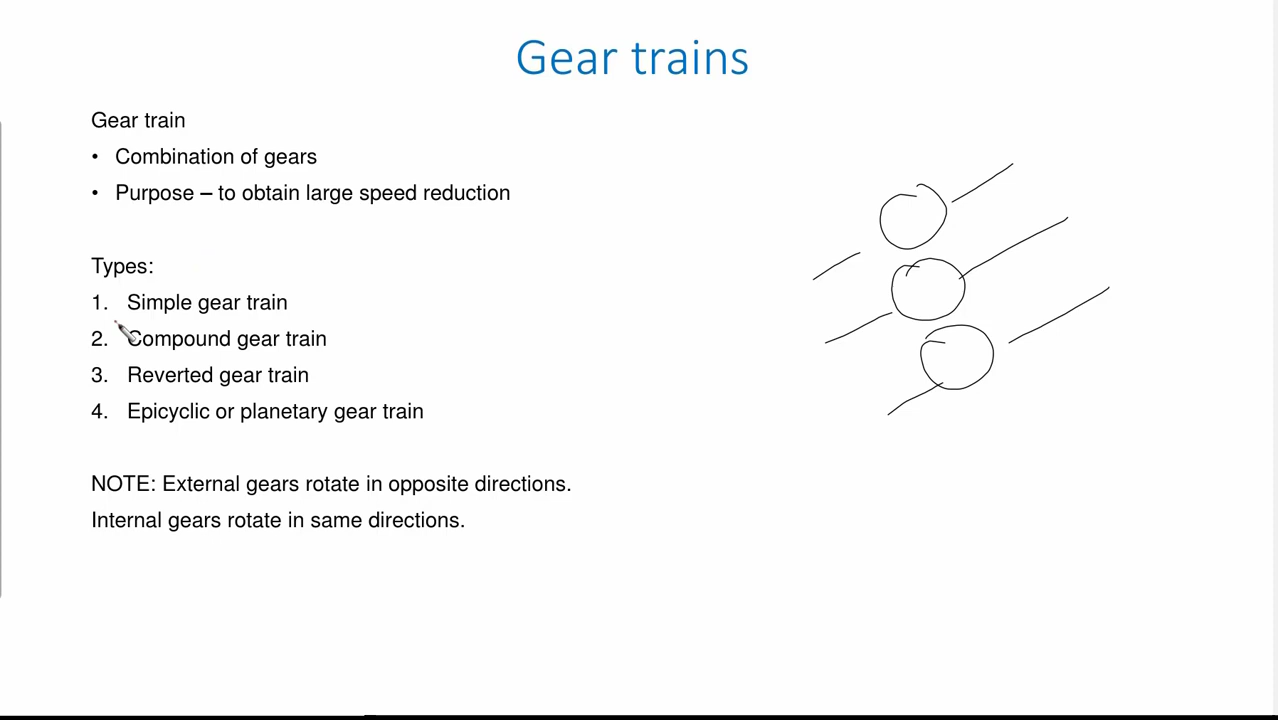 Gear trains
Gear train
• Combination of gears
• Purpose – to obtain large speed reduction
Types:
1. Simple gear train
2. Compound gear train
3. Reverted gear train
4. Epicyclic or planetary gear train
NOTE: External gears rotate in opposite directions.
Internal gears rotate in same directions.